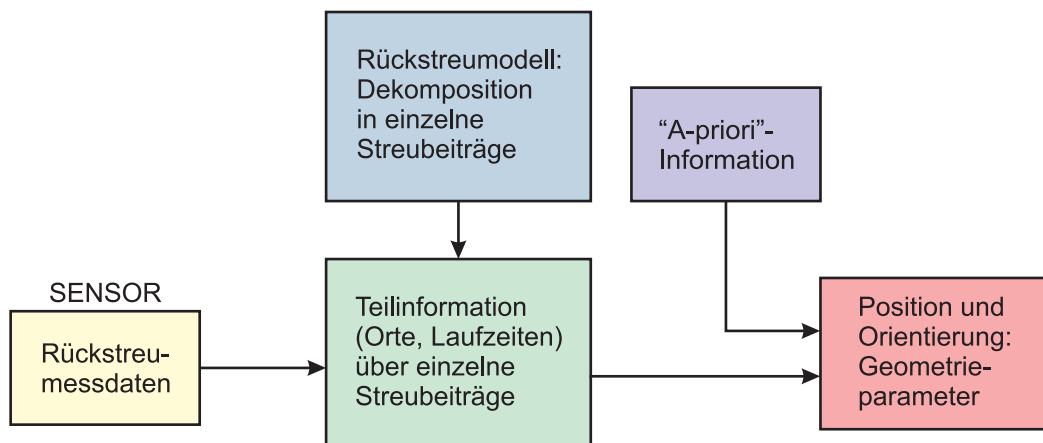 Rückstreumodell:
Dekomposition
in einzelne
Streubeiträge
“A-priori”-
Information
SENSOR
Rückstreu-
messdaten
Teilinformation
(Orte, Laufzeiten)
über einzelne
Streubeiträge
Position und
Orientierung:
Geometrie-
parameter